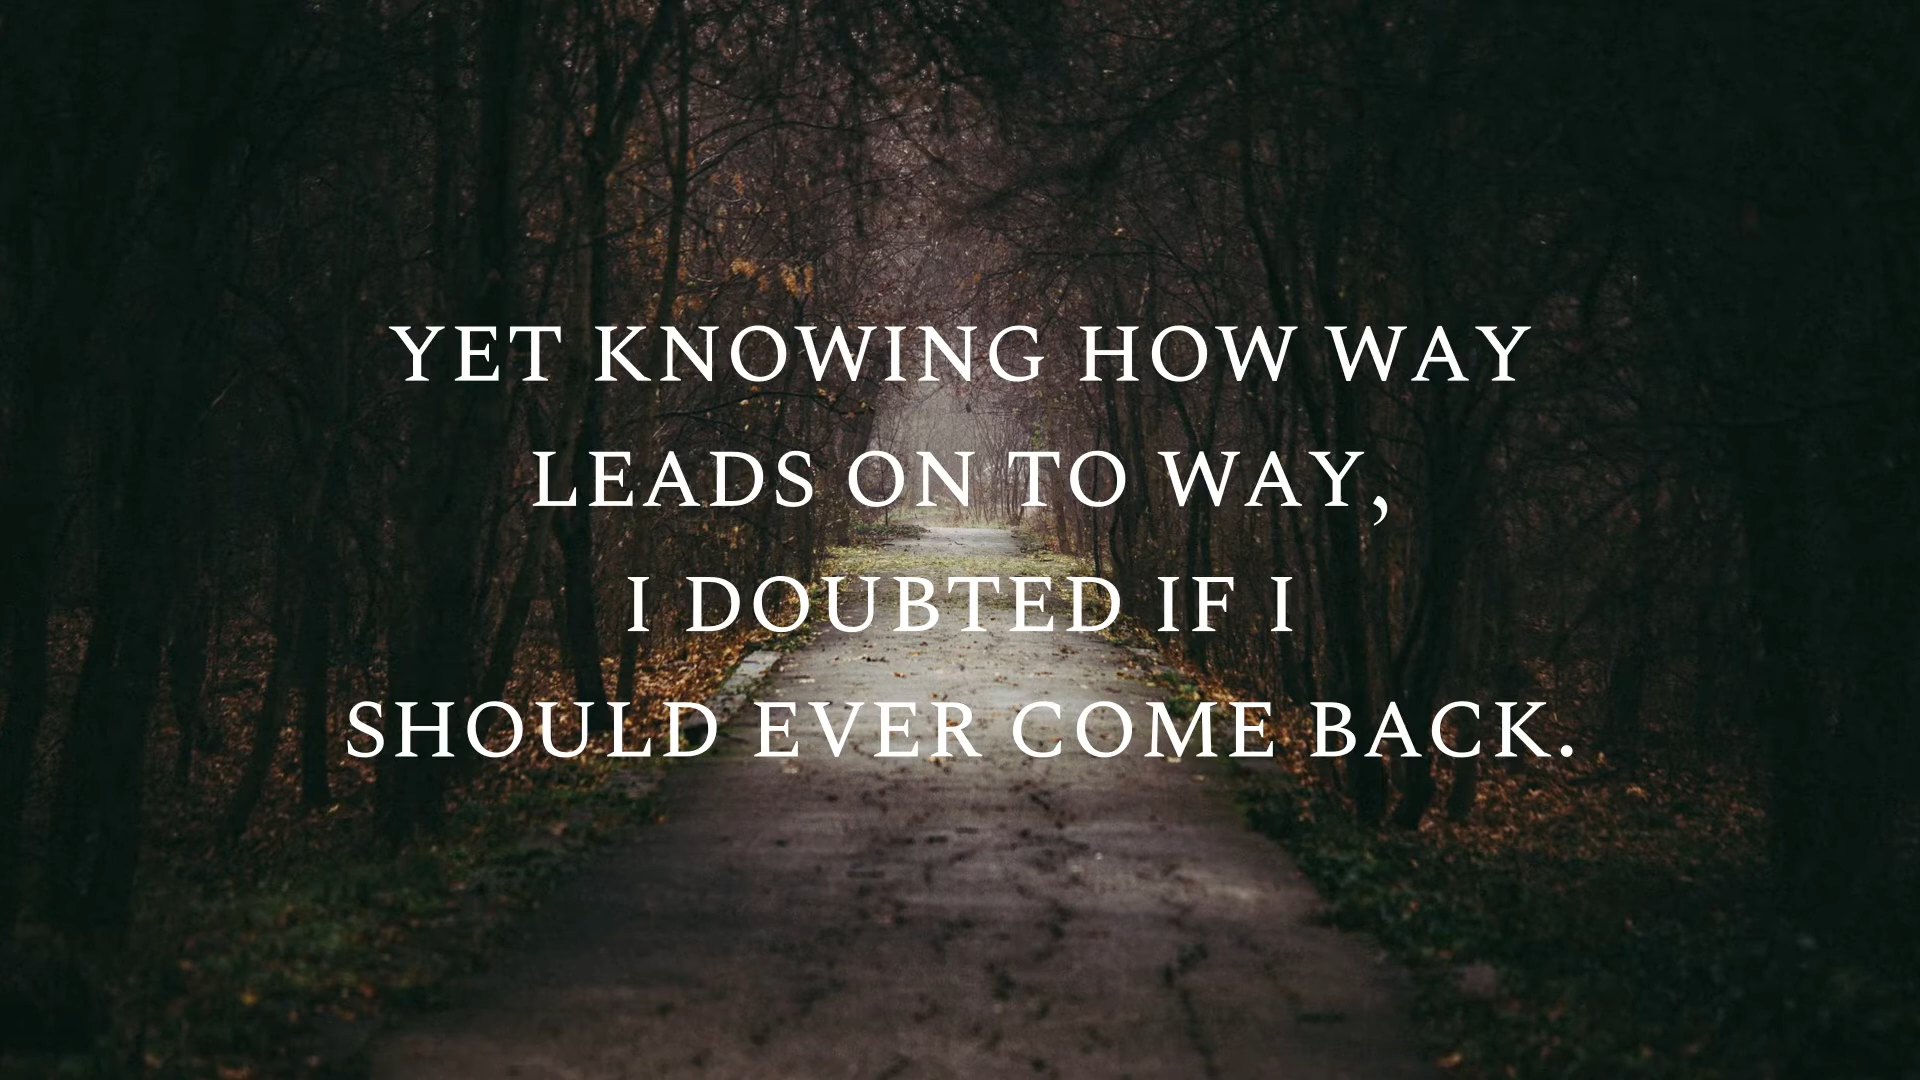 YET KNOWING HOW WAY
LEADS ON TO WAY,
I DOUBTED IF I
SHOULD EVER COME BACK.